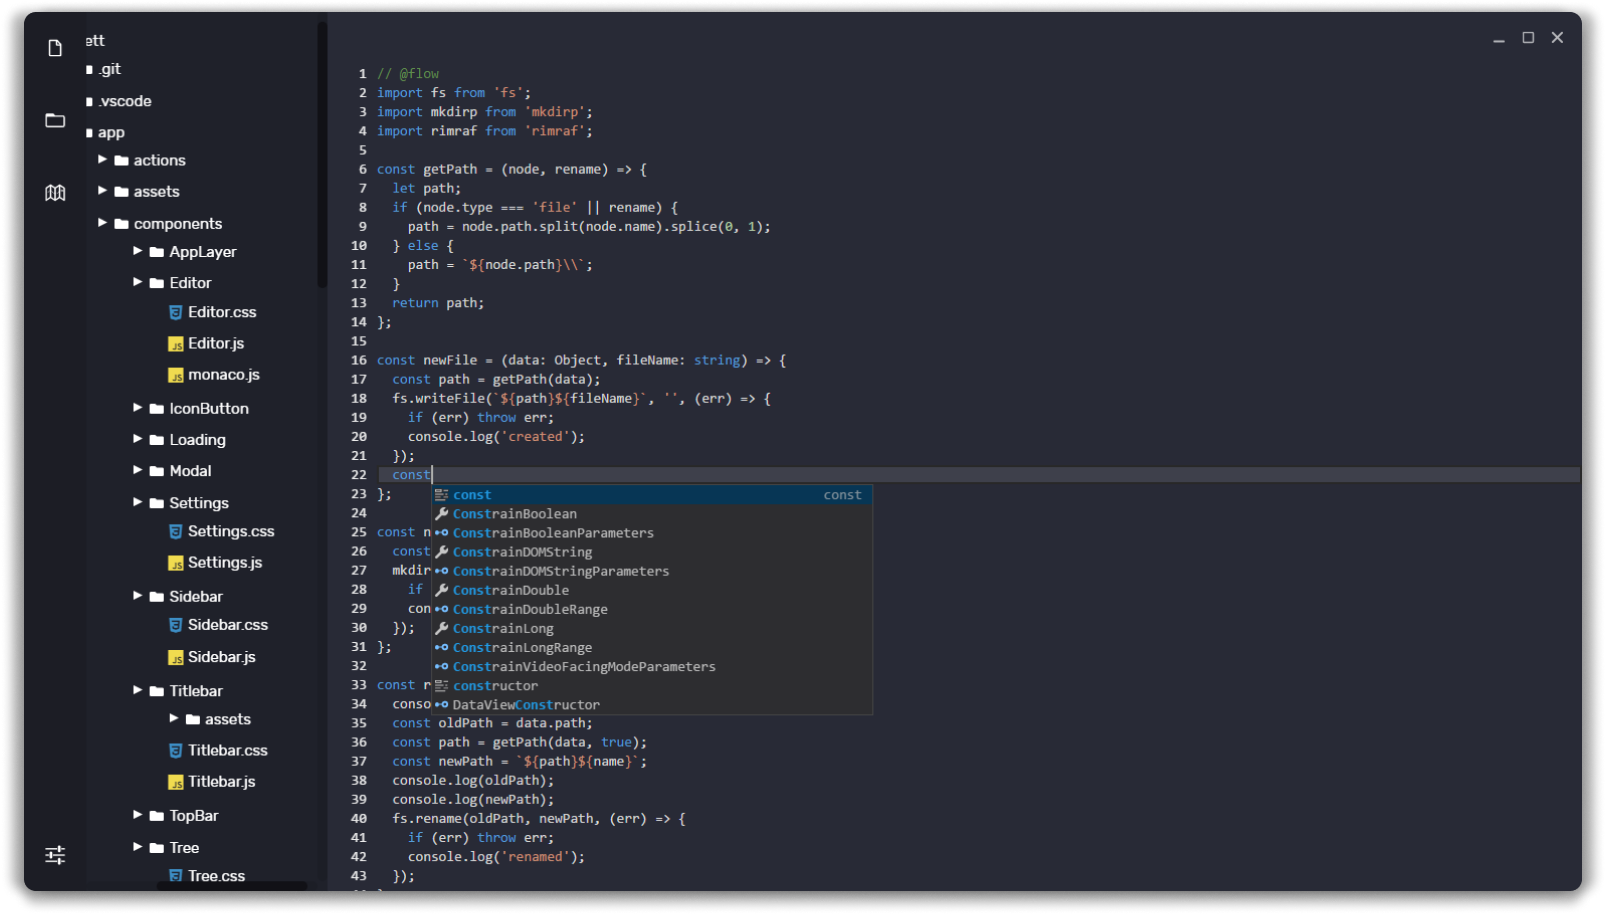 ett
.git
.vscode
app
actions
assets
components
AppLayer
Editor
Editor.css
Editor.js
monaco.js
IconButton
Loading
Modal
Settings
Settings.css
Settings.js
Sidebar
Sidebar.css
Sidebar.js
Titlebar
assets
Titlebar.css
Titlebar.js
TopBar
Tree
Tree.css
1 // @flow
2 import fs from 'fs';
3 import mkdirp from 'mkdirp';
4 import rimraf from 'rimraf';
5
6 const getPath = (node, rename) => {
7   let path;
8   if (node.type === 'file' || rename) {
9     path = node.path.split(node.name).splice(0, 1);
10   } else {
11     path = `${node.path}\\`;
12   }
13   return path;
14 };
15
16 const newFile = (data: Object, fileName: string) => {
17   const path = getPath(data);
18   fs.writeFile(`${path}${fileName}`, '', (err) => {
19     if (err) throw err;
20     console.log('created');
21   });
22   const
23 };
24
25 const n
26   const
27   mkdir
28     if
29     con
30   });
31 };
32
33 const r
34   conso
35   const oldPath = data.path;
36   const path = getPath(data, true);
37   const newPath = `${path}${name}`;
38   console.log(oldPath);
39   console.log(newPath);
40   fs.rename(oldPath, newPath, (err) => {
41     if (err) throw err;
42     console.log('renamed');
43   });
const const
ConstrainBoolean
ConstrainBooleanParameters
ConstrainDOMString
ConstrainDOMStringParameters
ConstrainDouble
ConstrainDoubleRange
ConstrainLong
ConstrainLongRange
ConstrainVideoFacingModeParameters
constructor
DataViewConstructor